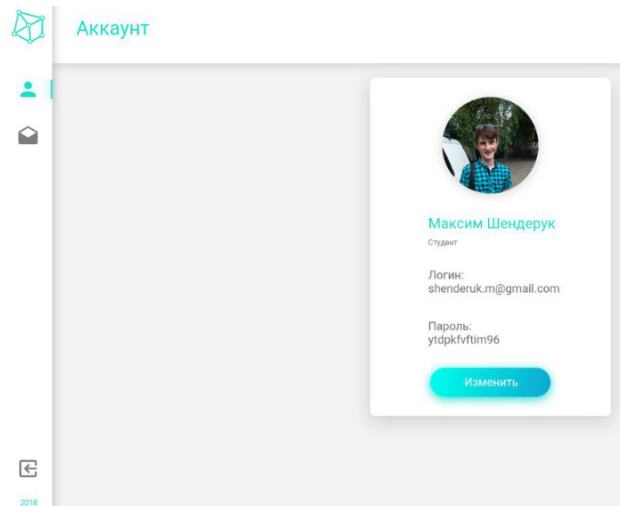 Аккаунт
Максим Шендерук
Студент
Логин:
shenderuk.m@gmail.com
Пароль:
ytdpkfvftim96
Изменить
2018